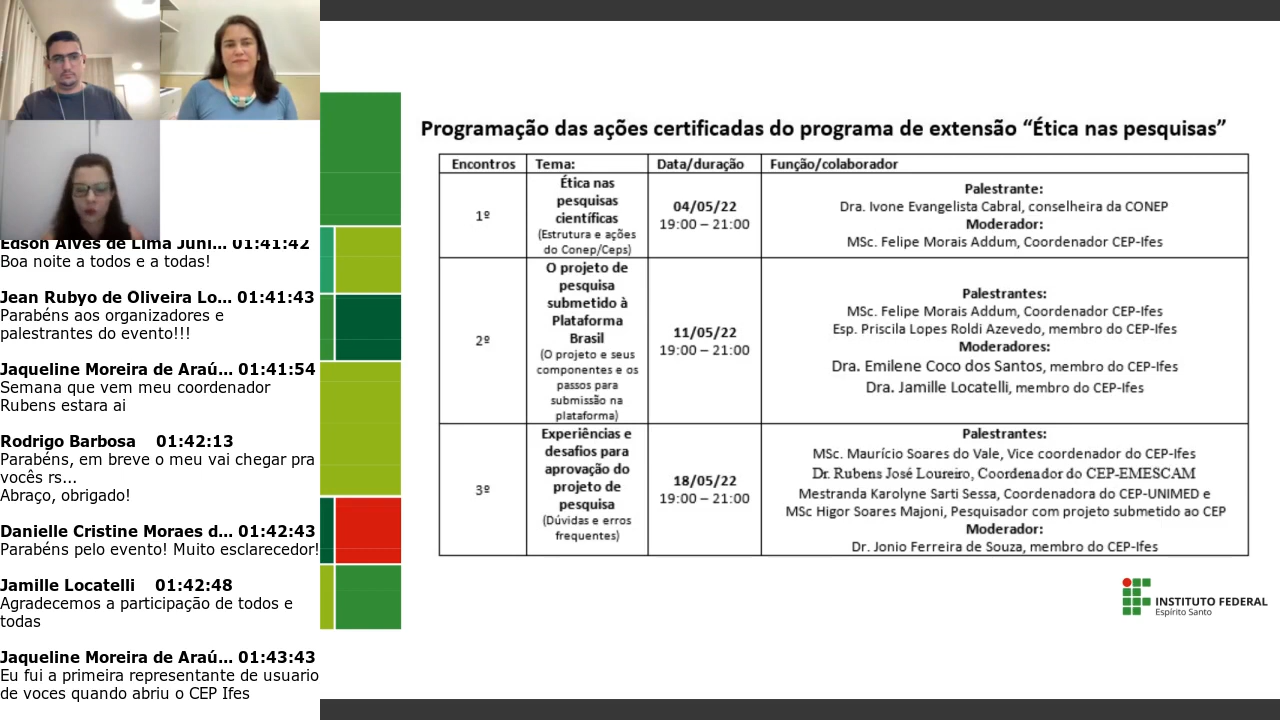 Edson Alves de Lima Júni... 01:41:42
Boa noite a todos e a todas!
Jean Rubyo de Oliveira Lo... 01:41:43
Parabéns aos organizadores e
palestrantes do evento!!!
Jaqueline Moreira de Araú... 01:41:54
Semana que vem meu coordenador
Rubens estara ai
Rodrigo Barbosa 01:42:13
Parabéns, em breve o meu vai chegar pra
vocês rs...
Abraço, obrigado!
Danielle Cristine Moraes d... 01:42:43
Parabéns pelo evento! Muito esclarecedor!
Jamille Locatelli 01:42:48
Agradecemos a participação de todos e
todas
Jaqueline Moreira de Araú... 01:43:43
Eu fui a primeira representante de usuario
de voces quando abriu o CEP Ifes
Programação das ações certificadas do programa de extensão “Ética nas pesquisas”
Encontros Tema: Data/duração Função/colaborador
1º
Ética nas
pesquisas
científicas
(Estrutura e ações
do Conep/Ceps)
04/05/22
19:00 – 21:00
Palestrante:
Dra. Ivone Evangelista Cabral, conselheira da CONEP
Moderador:
MSc. Felipe Morais Addum, Coordenador CEP-Ifes
2º
O projeto de
pesquisa
submetido à
Plataforma
Brasil
(O projeto e seus
componentes e os
passos para
submissão na
plataforma)
11/05/22
19:00 – 21:00
Palestrantes:
MSc. Felipe Morais Addum, Coordenador CEP-Ifes
Esp. Priscila Lopes Roldi Azevedo, membro do CEP-Ifes
Moderadores:
Dra. Emilene Coco dos Santos, membro do CEP-Ifes
Dra. Jamille Locatelli, membro do CEP-Ifes
3º
Experiências e
desafios para
aprovação do
projeto de
pesquisa
(Dúvidas e erros
frequentes)
18/05/22
19:00 – 21:00
Palestrantes:
MSc. Maurício Soares do Vale, Vice coordenador do CEP-Ifes
Dr. Rubens José Loureiro, Coordenador do CEP-EMESCAM
Mestranda Karolyne Sarti Sessa, Coordenadora do CEP-UNIMED e
MSc Higor Soares Majoni, Pesquisador com projeto submetido ao CEP
Moderador:
Dr. Jonio Ferreira de Souza, membro do CEP-Ifes
INSTITUTO FEDERAL
Espírito Santo